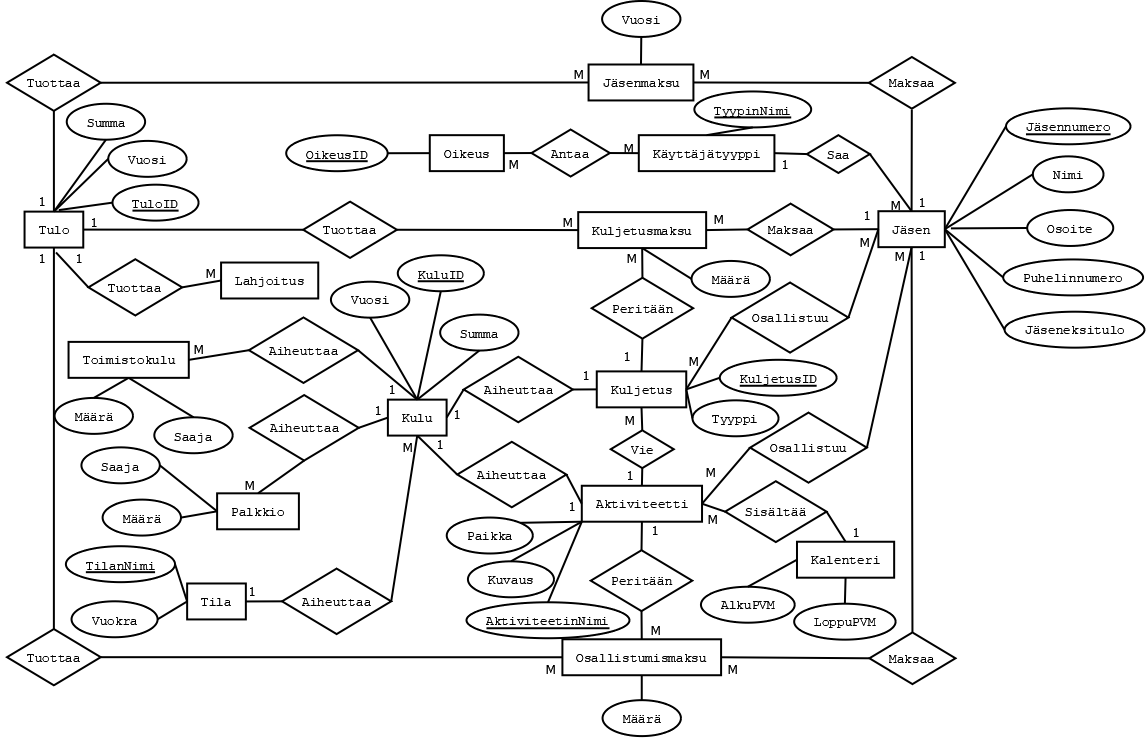 Vuosi
Tuottaa
M
Jäsenmaksu
M
Maksaa
Summa
TyypinNimi
Jäsennumero
Vuosi
OikeusID
Oikeus
M
Antaa
M
Käyttäjätyyppi
1
Saa
Nimi
TuloID
1
Tulo
1
Tuottaa
M
Kuljetusmaksu
M
Maksaa
1
M
1
Jäsen
Osoite
1
1
Tuottaa
M
Lahjoitus
KuluID
M
Määrä
M
M
1
Puhelinnumero
Vuosi
Peritään
Osallistuu
Jäseneksitulo
Summa
Toimistokulu
M
Aiheuttaa
1
M
Aiheuttaa
1
Kuljetus
KuljetusID
1
Määrä
Saaja
Aiheuttaa
1
Kulu
1
M
Tyyppi
M
1
Vie
Osallistuu
Saaja
M
Aiheuttaa
1
M
Määrä
Palkkio
1
Aktiviteetti
M
Sisältää
Paikka
1
1
Kalenteri
TilanNimi
Kuvaus
Peritään
Tila
1
Aiheuttaa
AlkuPVM
Vuokra
AktiviteetinNimi
LoppuPVM
M
Tuottaa
M
Osallistumismaksu
M
Maksaa
Määrä